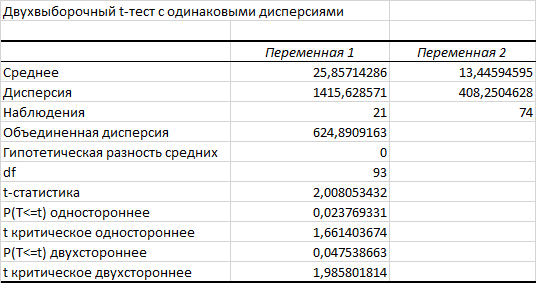 Двухвыборочный t-тест с одинаковыми дисперсиями
Переменная 1 Переменная 2
Среднее 25,85714286 13,44594595
Дисперсия 1415,628571 408,2504628
Наблюдения 21 74
Объединенная дисперсия 624,8909163
Гипотетическая разность средних 0
df 93
t-статистика 2,008053432
P(T<=t) одностороннее 0,023769331
t критическое одностороннее 1,661403674
P(T<=t) двухстороннее 0,047538663
t критическое двухстороннее 1,985801814